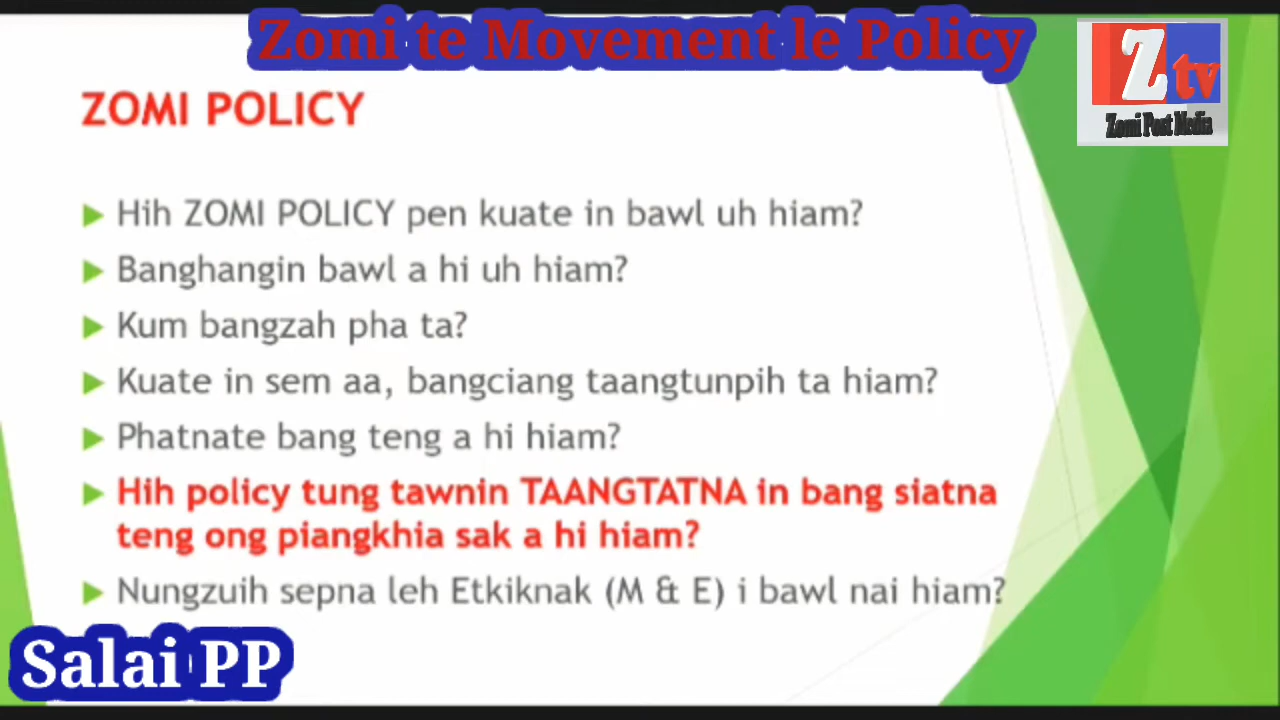 Zomi te Movement le Policy
Z tv
Zomi Post Media
ZOMI POLICY
Hih ZOMI POLICY pen kuate in bawl uh hiam?
Banghangin bawl a hi uh hiam?
Kum bangzah pha ta?
Kuate in sem aa, bangciang taangtunpih ta hiam?
Phatnate bang teng a hi hiam?
Hih policy tung tawnin TAANGTATNA in bang siatna
teng ong piangkhia sak a hi hiam?
Nungzuih sepna leh Etkiknak (M & E) i bawl nai hiam?
Salai PP